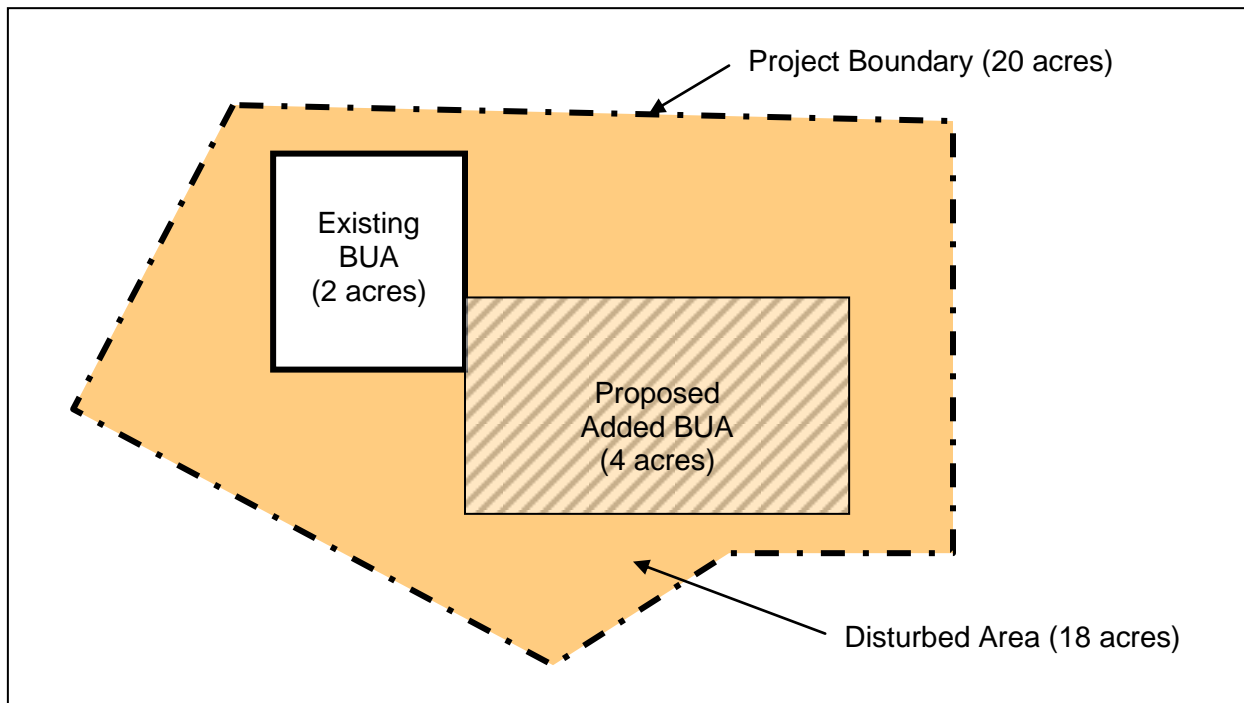 Project Boundary (20 acres)
Existing
BUA
(2 acres)
Proposed
Added BUA
(4 acres)
Disturbed Area (18 acres)